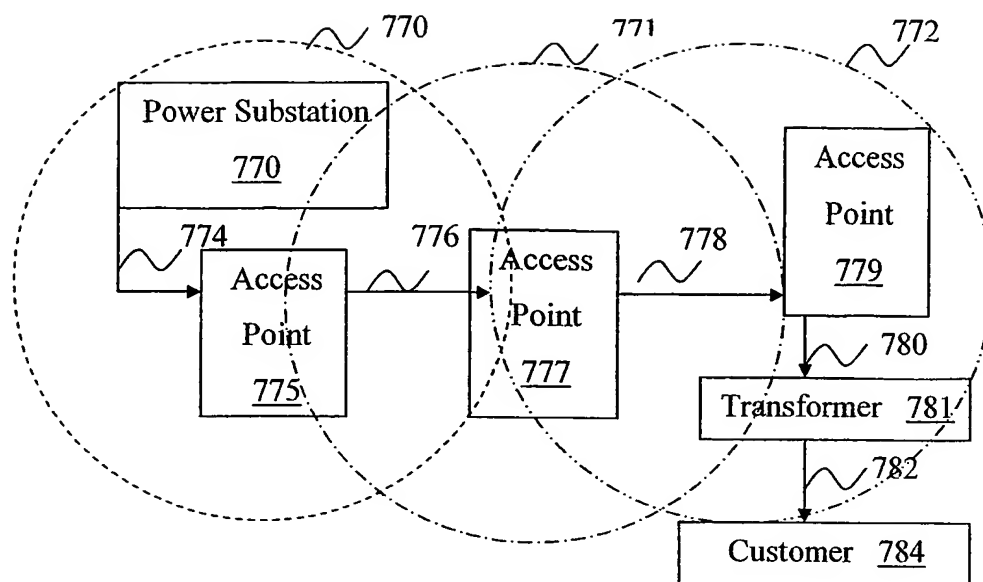 770
771
772
Power Substation
770
Access
Point
779
774
776
778
Access
Point
775
Access
Point
777
780
Transformer 781
782
Customer 784